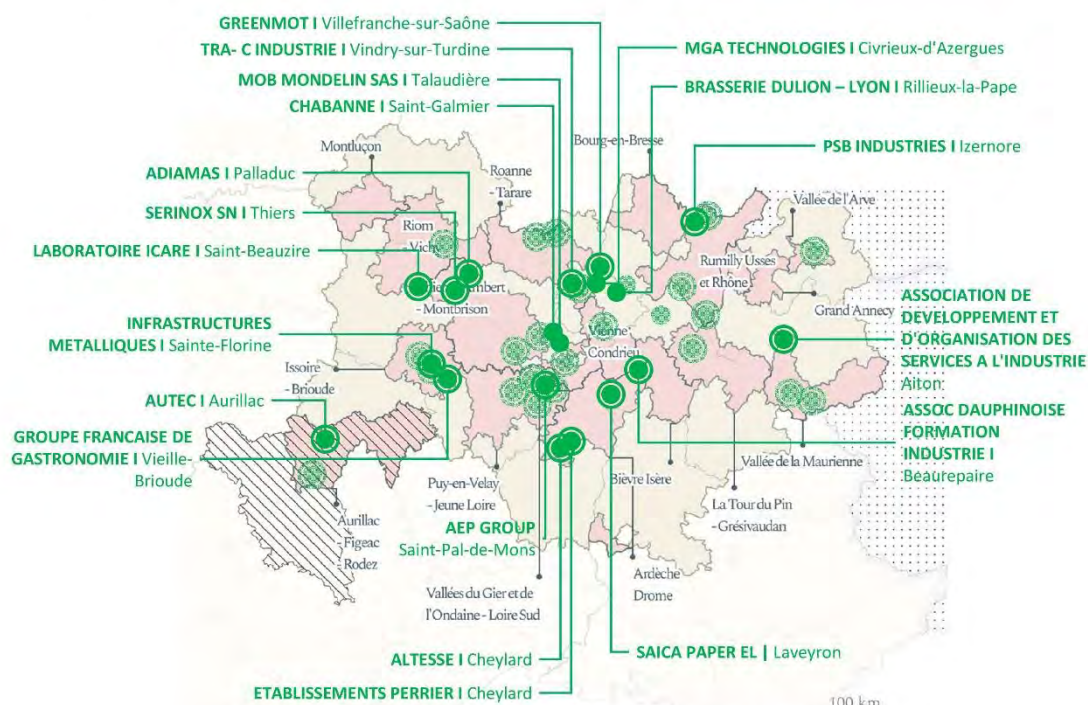 GREENMOT I Villefranche-sur-Saône
TRA- C INDUSTRIE I Vindry-sur-Turdine
MGA TECHNOLOGIES I Civrieux-d'Azergues
MOB MONDELIN SAS I Talaudière
BRASSERIE DULION – LYON I Rillieux-la-Pape
CHABANNE I Saint-Galmier
Montluçon
Bourg-en-Bresse
PSB INDUSTRIES I Izernore
ADIAMAS I Palladuc
Roanne
- Tarare
Vallée de l'Arve
SERINOX SN I Thiers
Riom
- Vichy
LABORATOIRE ICARE I Saint-Beauzire
Rumilly Usses
et Rhône
- Montbrison
Grand Annecy
ASSOCIATION DE
DEVELOPPEMENT ET
D'ORGANISATION DES
SERVICES A L'INDUSTRIE
Aiton
INFRASTRUCTURES
METALLIQUES I Sainte-Florine
Vienne
Condrieu
Issoire
- Brioude
AUTEC I Aurillac
ASSOC DAUPHINOISE
FORMATION
INDUSTRIE I
Beaurepaire
GROUPE FRANCAISE DE
GASTRONOMIE I Vieille-
Brioude
Vallée de la Maurienne
Puy-en-Velay
- Jeune Loire
Bièvre Isère
La Tour du Pin
- Grésivaudan
Aurillac
- Figeac
- Rodez
AEP GROUP
Saint-Pal-de-Mons
Ardèche
Drome
Vallées du Gier et de
l'Ondaine - Loire Sud
ALTESSE I Cheylard
SAICA PAPER EL | Laveyron
ETABLISSEMENTS PERRIER I Cheylard
100 km